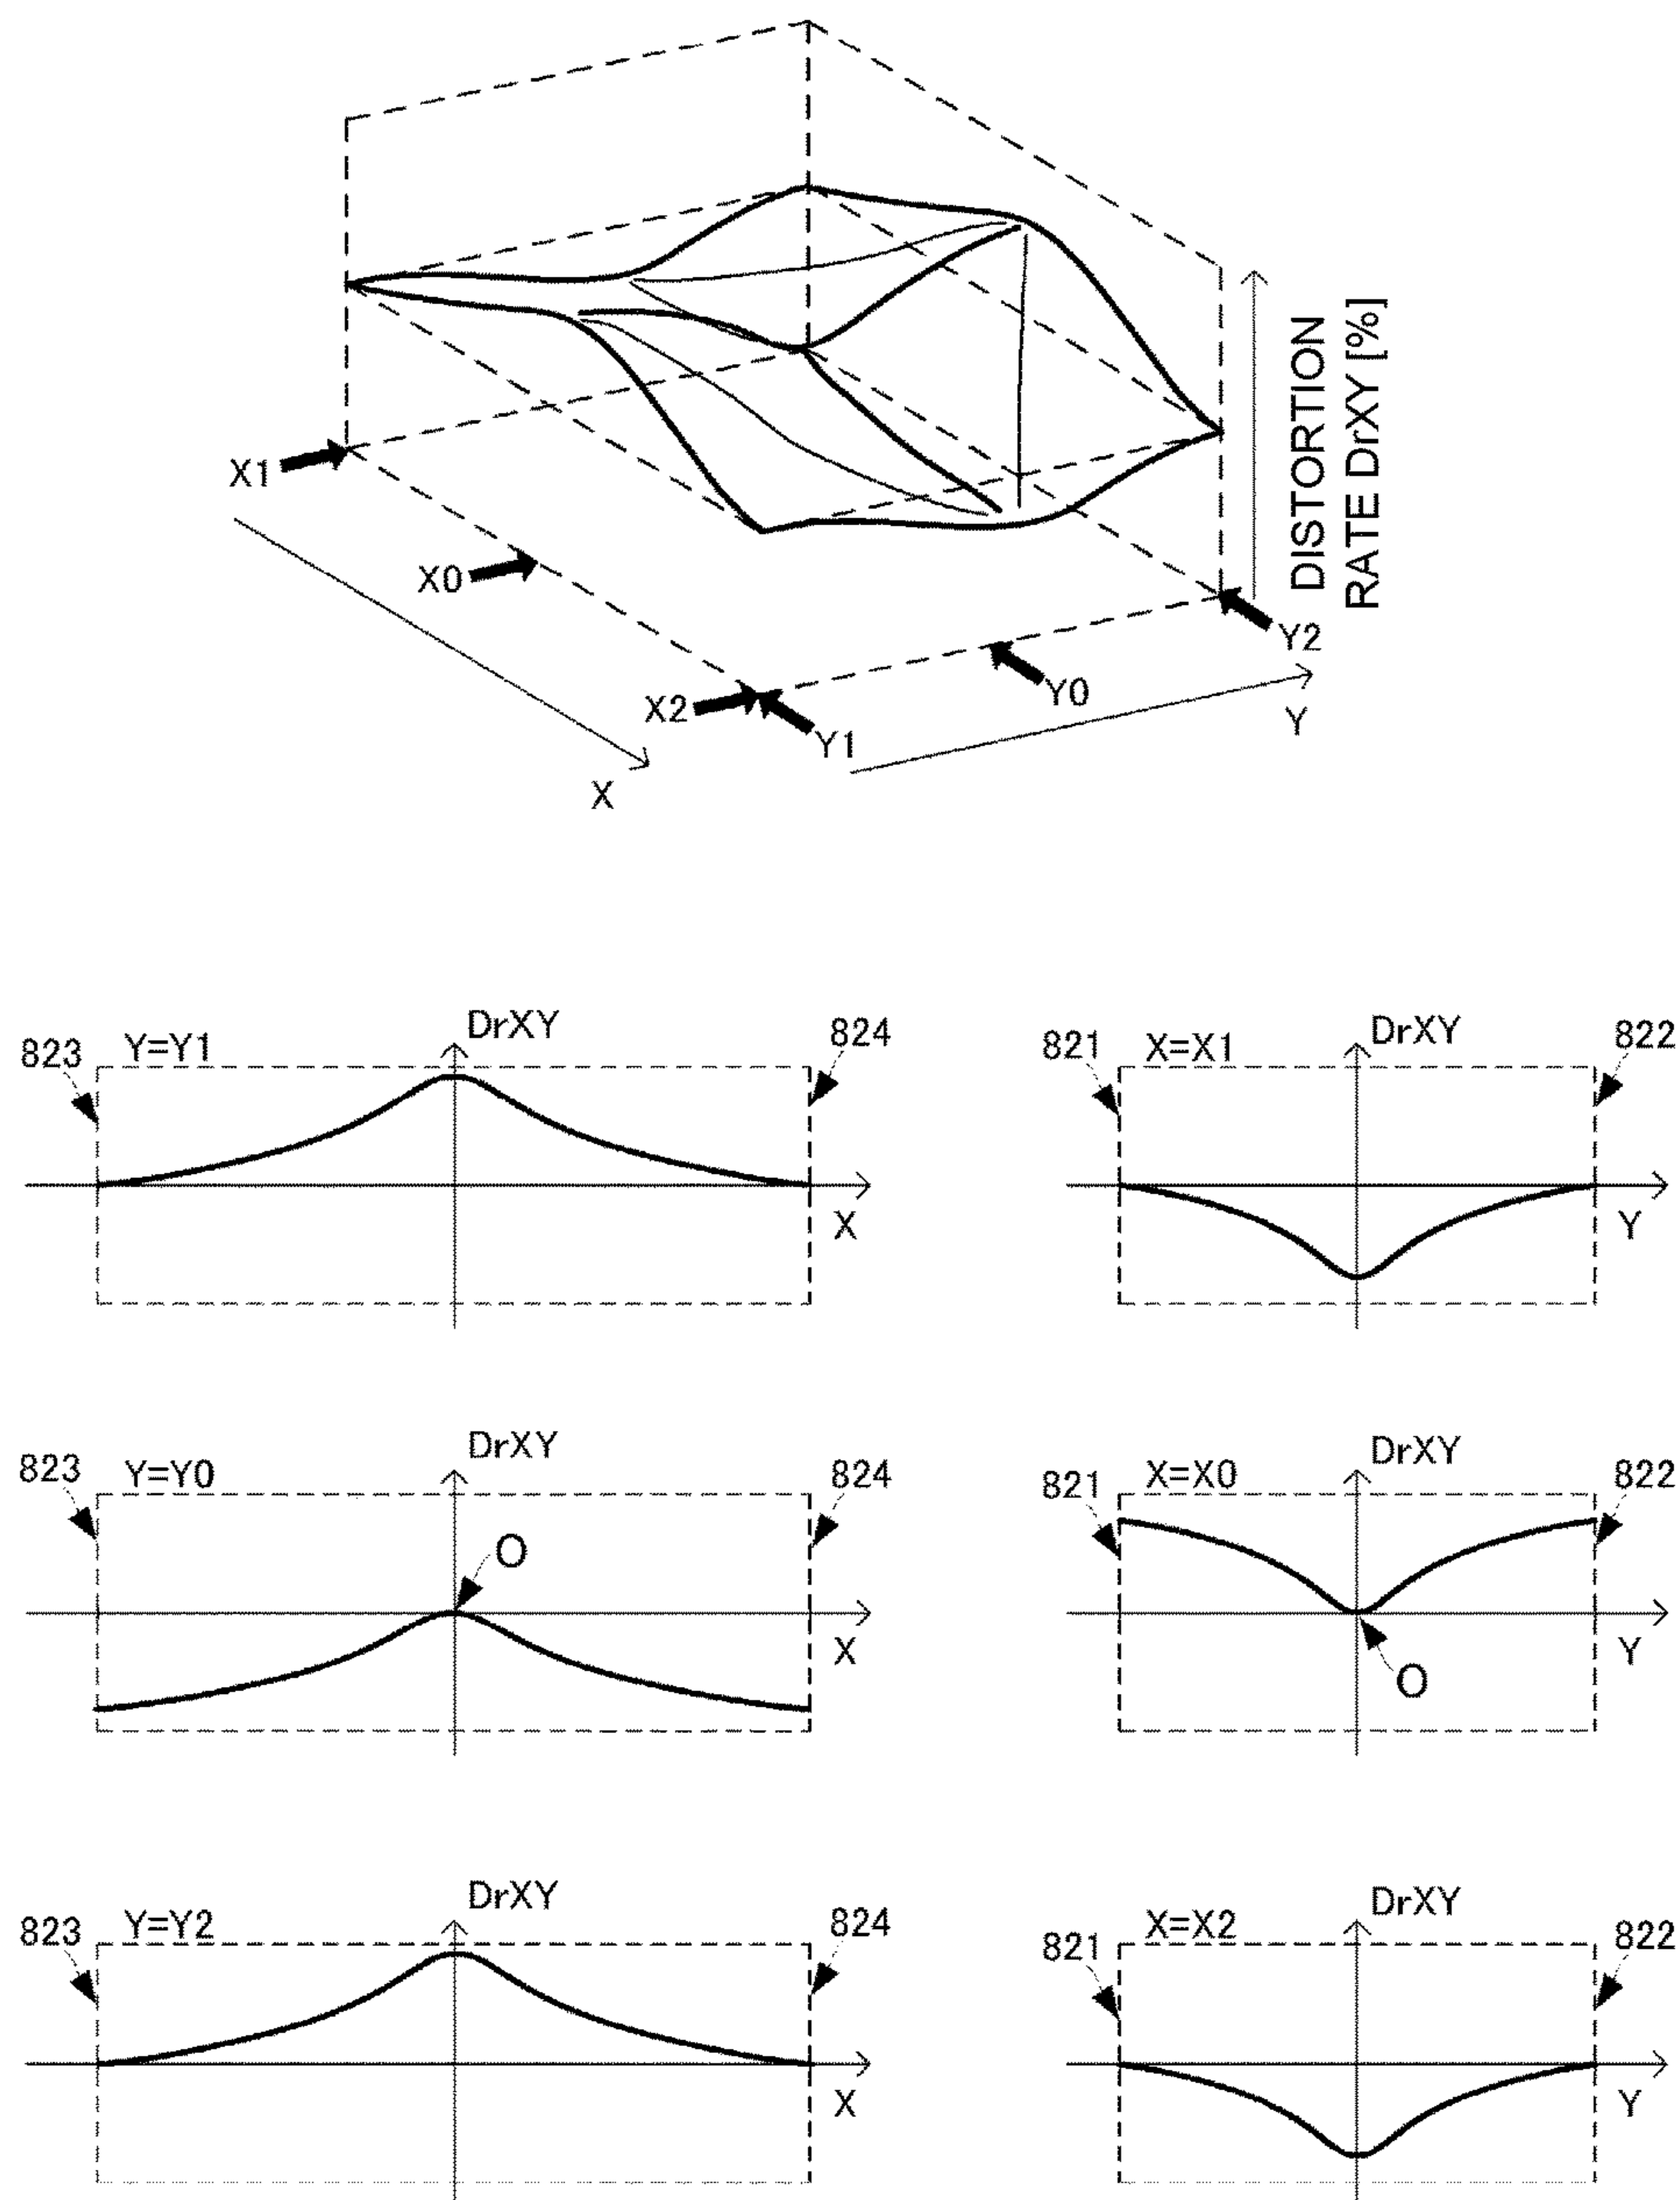 DISTORTION
RATE DrXY [%]
X1
X0
X2
Y1
Y0
Y2
X
Y
823
Y=Y1
DrXY
824
X
821
X=X1
DrXY
822
Y
823
Y=Y0
DrXY
824
O
X
821
X=X0
DrXY
822
O
Y
823
Y=Y2
DrXY
824
X
821
X=X2
DrXY
822
Y